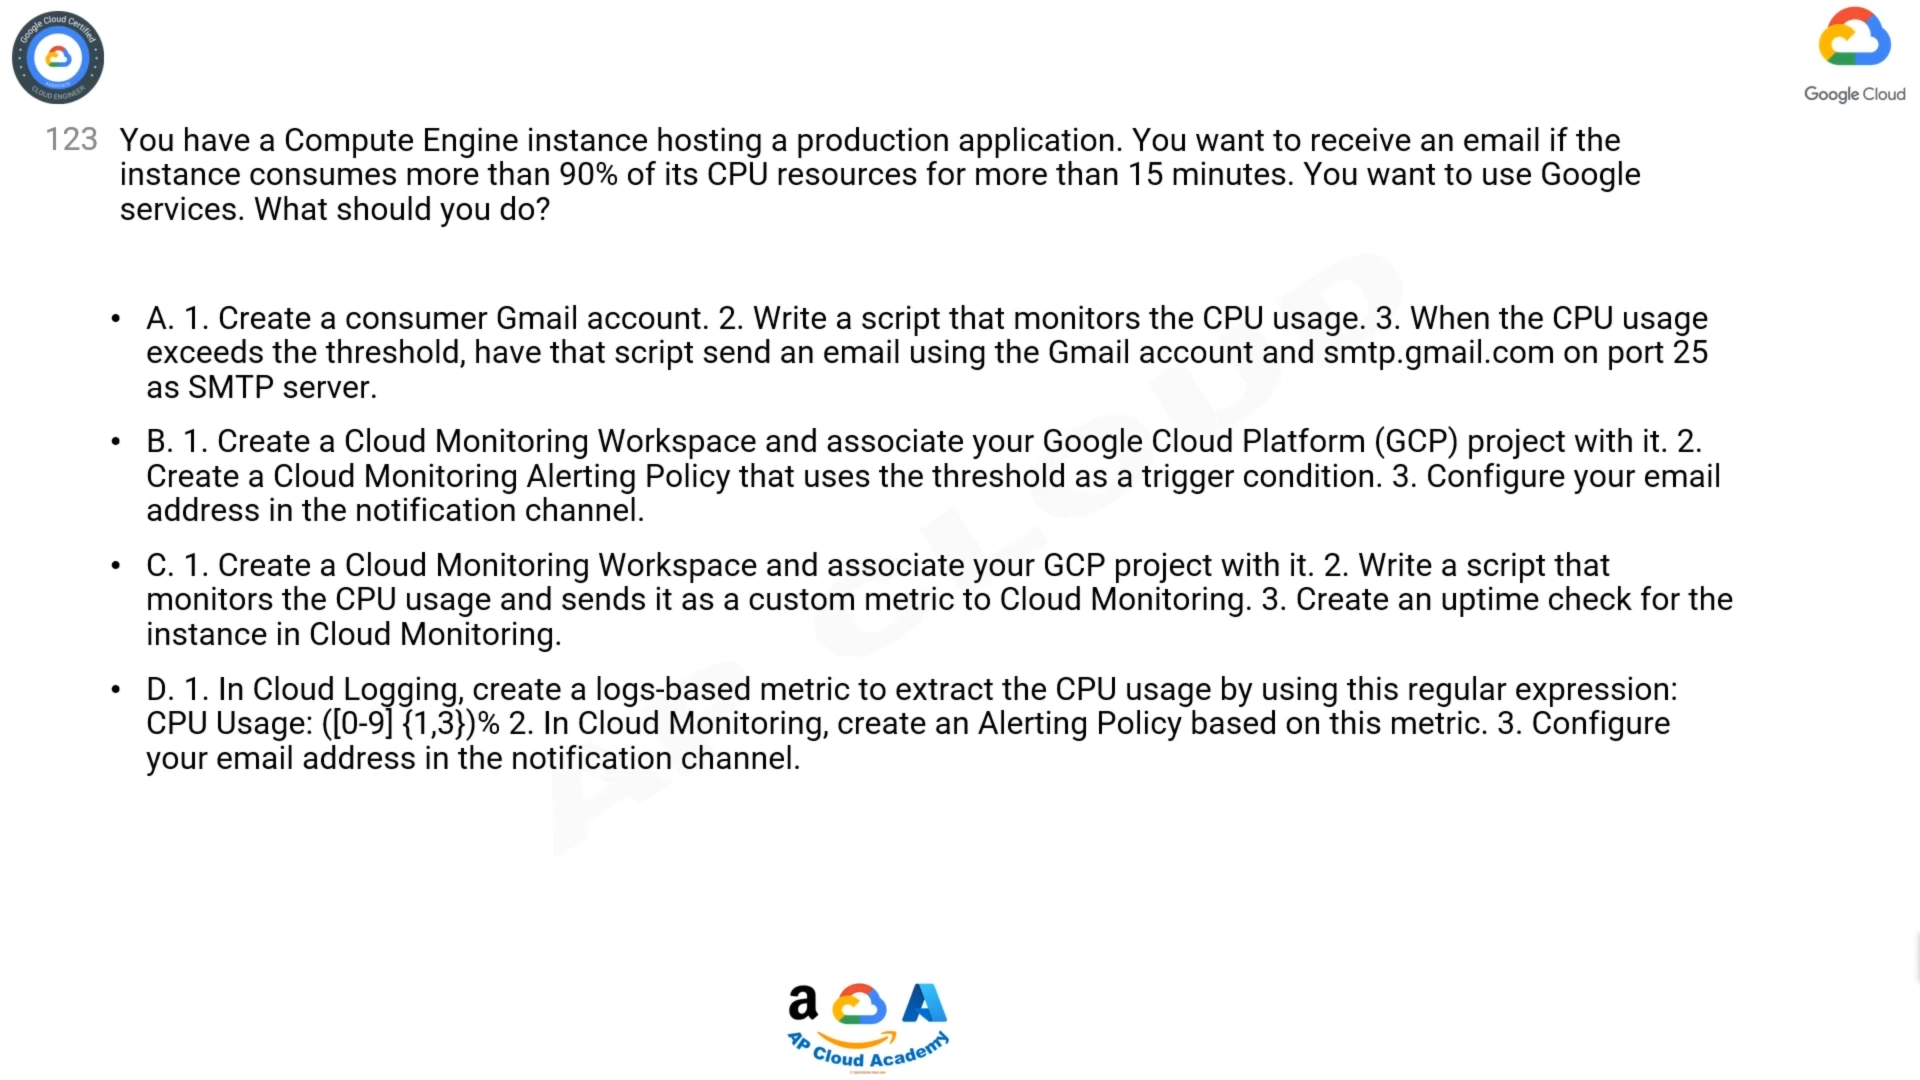 Google Cloud Certified
ASSOCIATE
CLOUD ENGINEER
Google Cloud
123 You have a Compute Engine instance hosting a production application. You want to receive an email if the
instance consumes more than 90% of its CPU resources for more than 15 minutes. You want to use Google
services. What should you do?
• A. 1. Create a consumer Gmail account. 2. Write a script that monitors the CPU usage. 3. When the CPU usage
exceeds the threshold, have that script send an email using the Gmail account and smtp.gmail.com on port 25
as SMTP server.
• B. 1. Create a Cloud Monitoring Workspace and associate your Google Cloud Platform (GCP) project with it. 2.
Create a Cloud Monitoring Alerting Policy that uses the threshold as a trigger condition. 3. Configure your email
address in the notification channel.
• C. 1. Create a Cloud Monitoring Workspace and associate your GCP project with it. 2. Write a script that
monitors the CPU usage and sends it as a custom metric to Cloud Monitoring. 3. Create an uptime check for the
instance in Cloud Monitoring.
• D. 1. In Cloud Logging, create a logs-based metric to extract the CPU usage by using this regular expression:
CPU Usage: ([0-9] {1,3})% 2. In Cloud Monitoring, create an Alerting Policy based on this metric. 3. Configure
your email address in the notification channel.
AP CLOUD
a
AP Cloud Academy